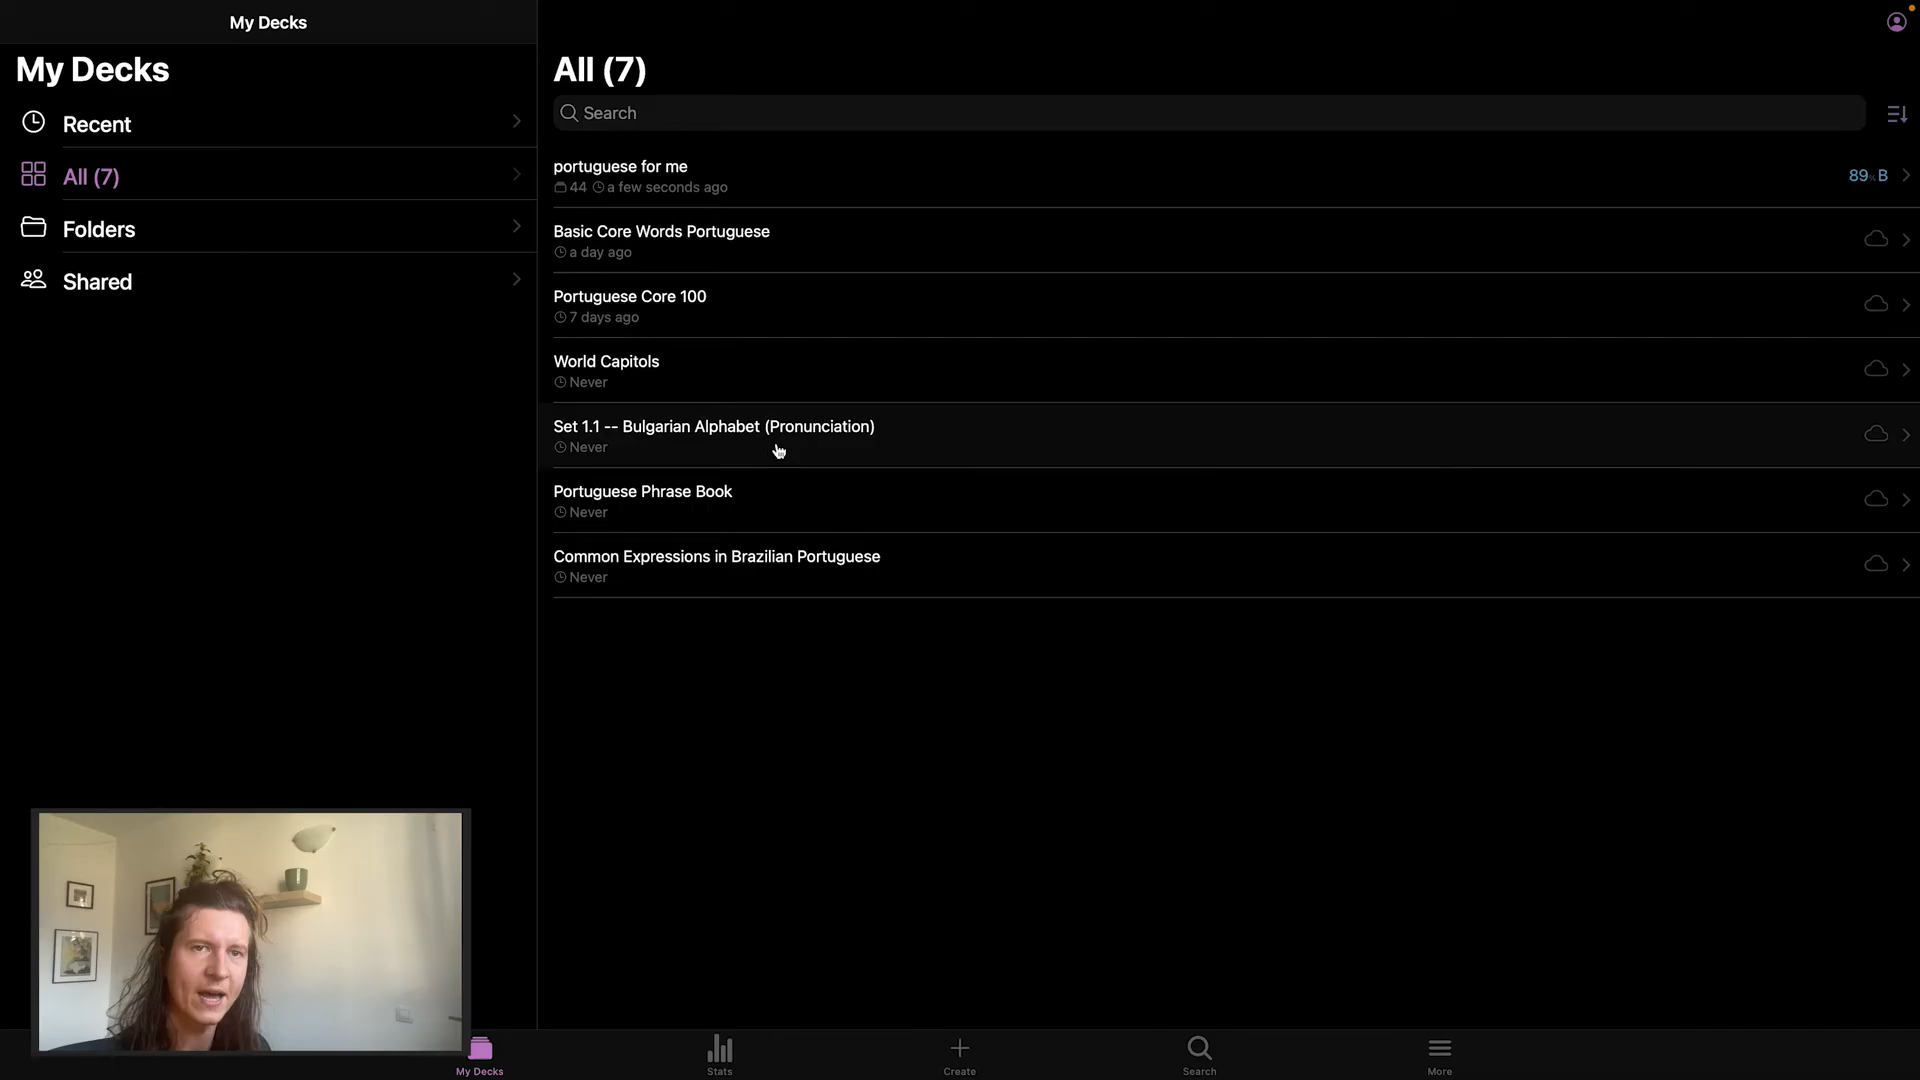 My Decks
My Decks
Recent
All (7)
Folders
Shared
All (7)
Search
portuguese for me
44 a few seconds ago
89% B
Basic Core Words Portuguese
a day ago
Portuguese Core 100
7 days ago
World Capitols
Never
Set 1.1 -- Bulgarian Alphabet (Pronunciation)
Never
Portuguese Phrase Book
Never
Common Expressions in Brazilian Portuguese
Never
My Decks
Stats
Create
Search
More